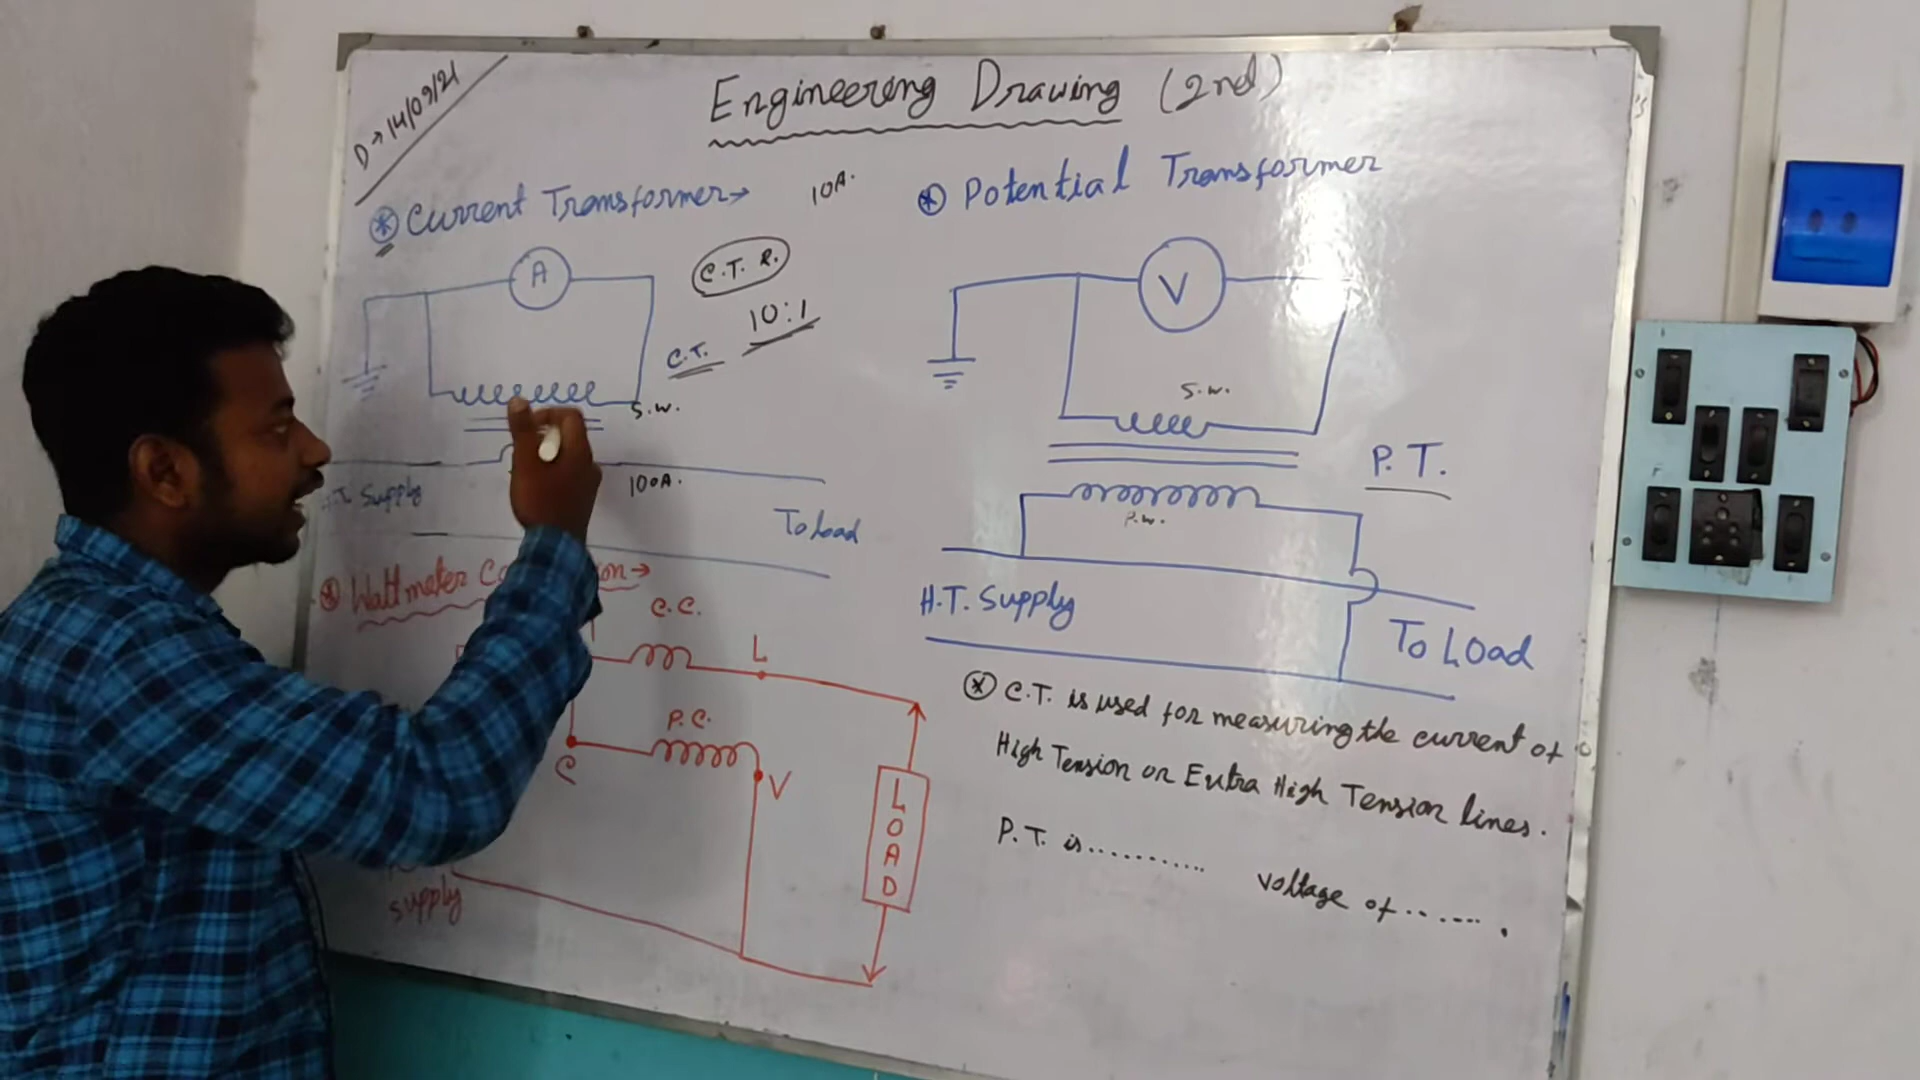 D→14/09/21
Engineering Drawing (2nd)
* Current Transformer→
10A.
A
C.T. R.
10:1
C.T.
S.W.
100A.
H.T. Supply
To Load
* Potential Transformer
V
S.W.
P.T.
P.W.
H.T. Supply
To Load
* Wattmeter
on→
C.C.
L
P.C.
C
V
LOAD
supply
* C.T. is used for measuring the current of
High Tension or Extra High Tension lines.
P.T. is........... voltage of.......